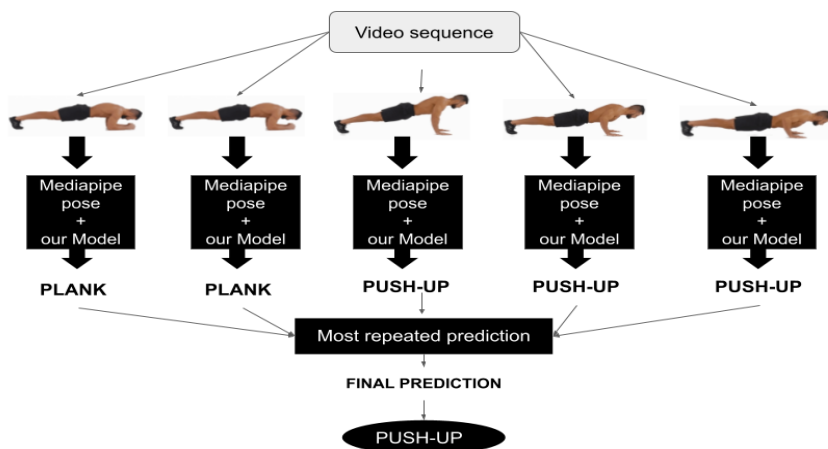 Video sequence
Mediapipe
pose
+
our Model
Mediapipe
pose
+
our Model
Mediapipe
pose
+
our Model
Mediapipe
pose
+
our Model
Mediapipe
pose
+
our Model
PLANK
PLANK
PUSH-UP
PUSH-UP
PUSH-UP
Most repeated prediction
FINAL PREDICTION
PUSH-UP